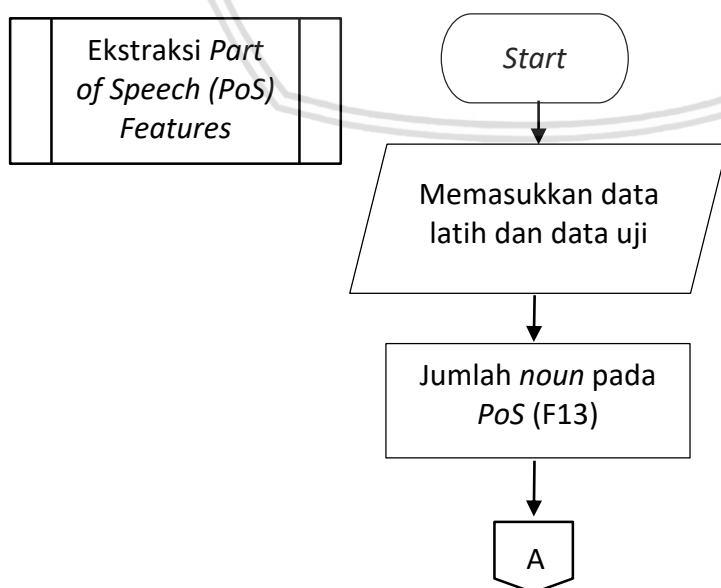 Ekstraksi Part
of Speech (PoS)
Features
Start
Memasukkan data
latih dan data uji
Jumlah noun pada
PoS (F13)
A